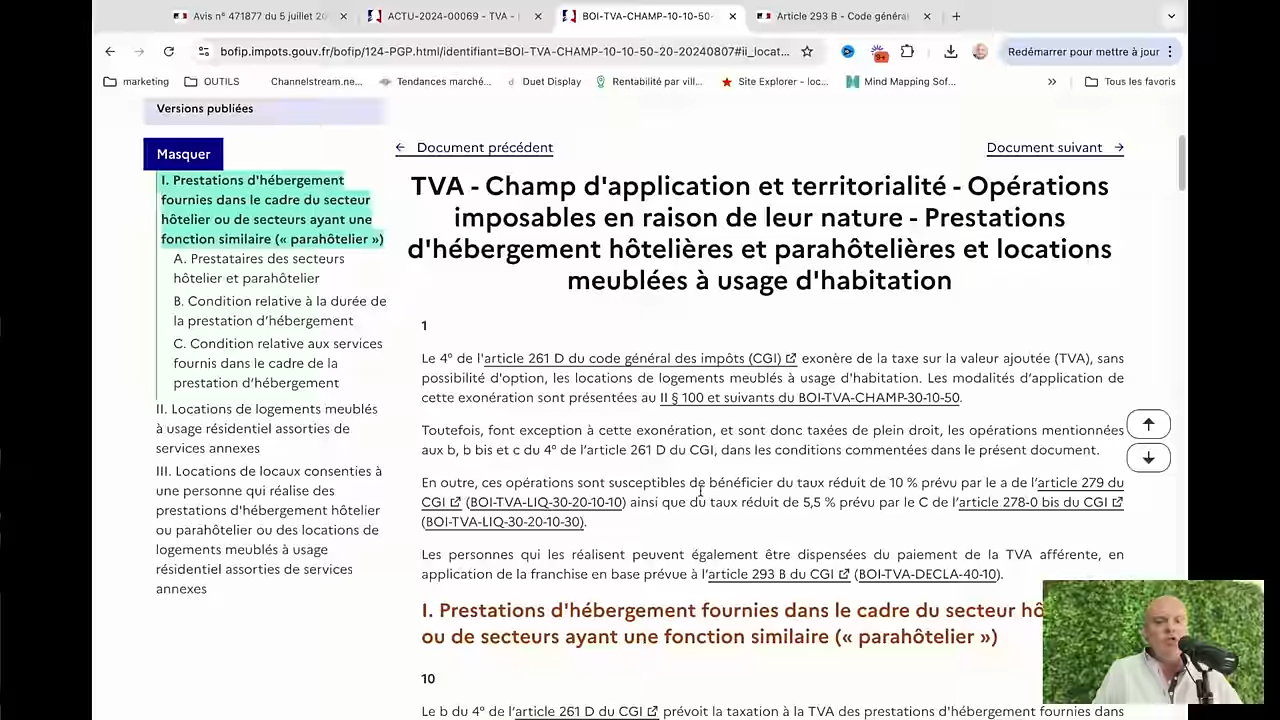 Avis n° 471877 du 5 juillet 20
ACTU-2024-00069 - TVA -
BOI-TVA-CHAMP-10-10-50-
Article 293 B - Code général
bofip.impots.gouv.fr/bofip/124-PGP.html/identifiant=BOI-TVA-CHAMP-10-10-50-20-20240807#ii_locat...
9+
Redémarrer pour mettre à jour
marketing
OUTILS
Channelstream.ne...
Tendances marché...
Duet Display
Rentabilité par vill...
Site Explorer - loc...
Mind Mapping Sof...
»
Tous les favoris
Versions publiées
Masquer
I. Prestations d'hébergement
fournies dans le cadre du secteur
hôtelier ou de secteurs ayant une
fonction similaire (« parahôtelier »)
A. Prestataires des secteurs
hôtelier et parahôtelier
B. Condition relative à la durée de
la prestation d’hébergement
C. Condition relative aux services
fournis dans le cadre de la
prestation d’hébergement
II. Locations de logements meublés
à usage résidentiel assorties de
services annexes
III. Locations de locaux consenties à
une personne qui réalise des
prestations d'hébergement hôtelier
ou parahôtelier ou des locations de
logements meublés à usage
résidentiel assorties de services
annexes
← Document précédent
Document suivant →
TVA - Champ d'application et territorialité - Opérations
imposables en raison de leur nature - Prestations
d'hébergement hôtelières et parahôtelières et locations
meublées à usage d'habitation
1
Le 4° de l'article 261 D du code général des impôts (CGI) exonère de la taxe sur la valeur ajoutée (TVA), sans
possibilité d'option, les locations de logements meublés à usage d'habitation. Les modalités d’application de
cette exonération sont présentées au II § 100 et suivants du BOI-TVA-CHAMP-30-10-50.
Toutefois, font exception à cette exonération, et sont donc taxées de plein droit, les opérations mentionnées
aux b, b bis et c du 4° de l’article 261 D du CGI, dans les conditions commentées dans le présent document.
En outre, ces opérations sont susceptibles de bénéficier du taux réduit de 10 % prévu par le a de l’article 279 du
CGI (BOI-TVA-LIQ-30-20-10-10) ainsi que du taux réduit de 5,5 % prévu par le C de l’article 278-0 bis du CGI
(BOI-TVA-LIQ-30-20-10-30).
Les personnes qui les réalisent peuvent également être dispensées du paiement de la TVA afférente, en
application de la franchise en base prévue à l’article 293 B du CGI (BOI-TVA-DECLA-40-10).
I. Prestations d'hébergement fournies dans le cadre du secteur hô
ou de secteurs ayant une fonction similaire (« parahôtelier »)
10
Le b du 4° de l’article 261 D du CGI prévoit la taxation à la TVA des prestations d'hébergement fournies dans